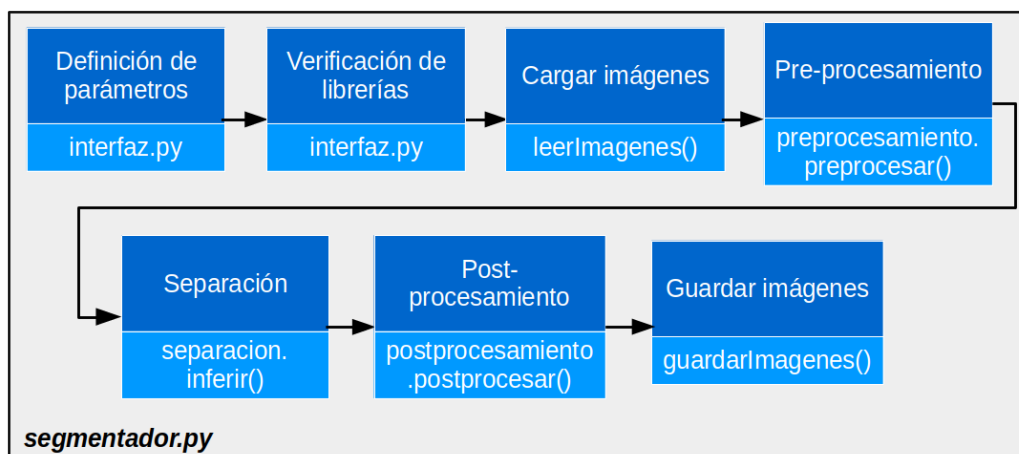 Definición de
parámetros
interfaz.py
Verificación de
librerías
interfaz.py
Cargar imágenes
leerImagenes()
Pre-procesamiento
preprocesamiento.
preprocesar()
Separación
separacion.
inferir()
Post-
procesamiento
postprocesamiento
.postprocesar()
Guardar imágenes
guardarImagenes()
segmentador.py